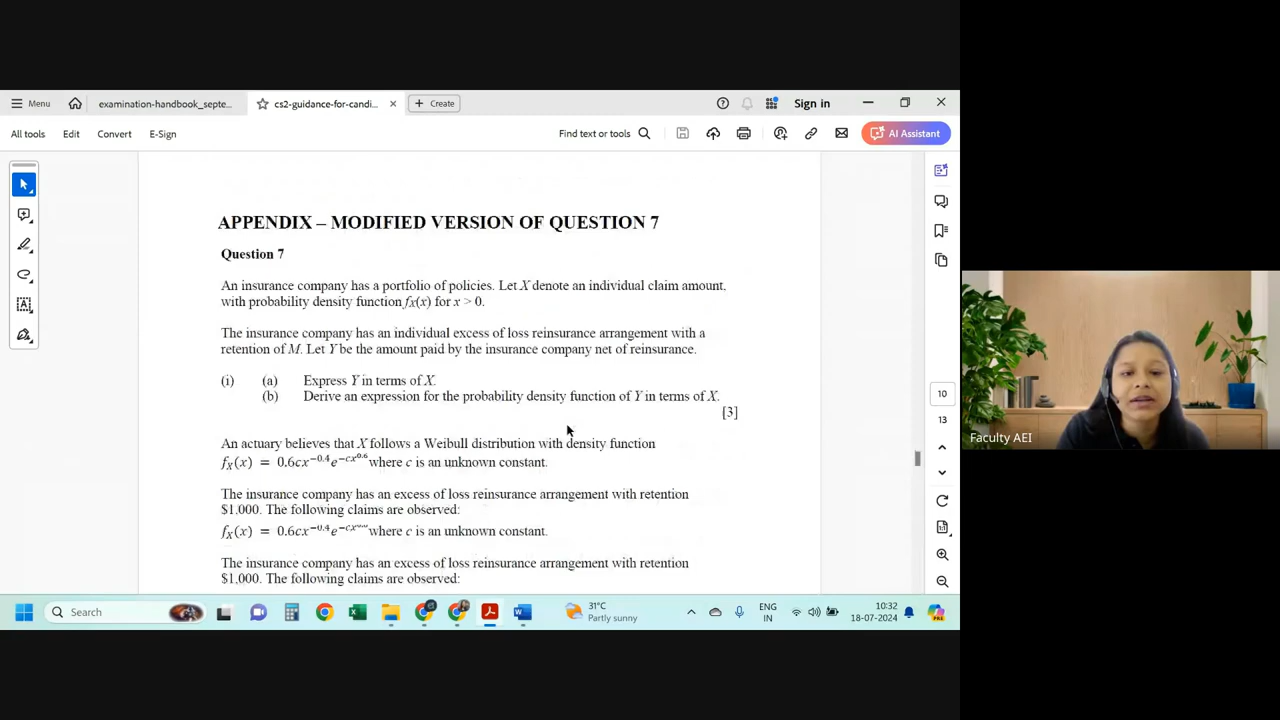 Menu
examination-handbook_septe...
cs2-guidance-for-candi...
Create
Sign in
All tools
Edit
Convert
E-Sign
Find text or tools
AI Assistant
APPENDIX – MODIFIED VERSION OF QUESTION 7
Question 7
An insurance company has a portfolio of policies. Let X denote an individual claim amount,
with probability density function fX(x) for x > 0.
The insurance company has an individual excess of loss reinsurance arrangement with a
retention of M. Let Y be the amount paid by the insurance company net of reinsurance.
(i) (a) Express Y in terms of X.
(b) Derive an expression for the probability density function of Y in terms of X.
[3]
An actuary believes that X follows a Weibull distribution with density function
fX(x) = 0.6cx^−0.4 e^−cx^0.6 where c is an unknown constant.
The insurance company has an excess of loss reinsurance arrangement with retention
$1,000. The following claims are observed:
fX(x) = 0.6cx^−0.4 e^−cx^0.6 where c is an unknown constant.
The insurance company has an excess of loss reinsurance arrangement with retention
$1,000. The following claims are observed:
10
13
Faculty AEI
Search
31°C
Partly sunny
ENG
IN
10:32
18-07-2024